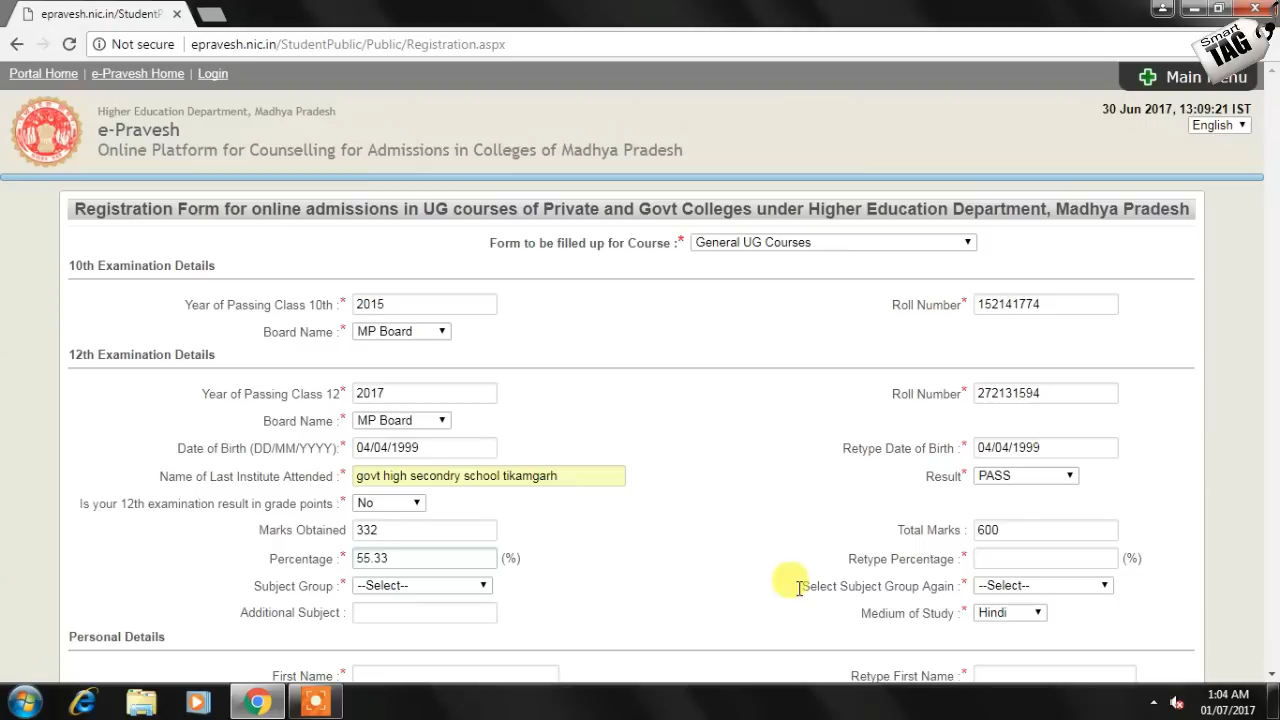 epravesh.nic.in/StudentP
Smart TAG
Not secure epravesh.nic.in/StudentPublic/Public/Registration.aspx
Portal Home | e-Pravesh Home | Login
Main Menu
Higher Education Department, Madhya Pradesh
30 Jun 2017, 13:09:21 IST
e-Pravesh
English
Online Platform for Counselling for Admissions in Colleges of Madhya Pradesh
Registration Form for online admissions in UG courses of Private and Govt Colleges under Higher Education Department, Madhya Pradesh
Form to be filled up for Course :* General UG Courses
10th Examination Details
Year of Passing Class 10th :* 2015 Roll Number* 152141774
Board Name :* MP Board
12th Examination Details
Year of Passing Class 12* 2017 Roll Number* 272131594
Board Name :* MP Board
Date of Birth (DD/MM/YYYY):* 04/04/1999 Retype Date of Birth :* 04/04/1999
Name of Last Institute Attended :* govt high secondry school tikamgarh Result* PASS
Is your 12th examination result in grade points :* No
Marks Obtained 332 Total Marks : 600
Percentage :* 55.33 (%) Retype Percentage :* (%)
Subject Group :* --Select-- Select Subject Group Again :* --Select--
Additional Subject : Medium of Study :* Hindi
Personal Details
First Name :* Retype First Name :*
1:04 AM
01/07/2017